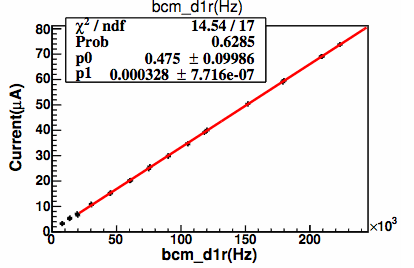 bcm_d1r(Hz)
χ² / ndf 14.54 / 17
Prob 0.6285
p0 0.475 ± 0.09986
p1 0.000328 ± 7.716e-07
Current(μA)
80
70
60
50
40
30
20
10
0
0 50 100 150 200 ×10³
bcm_d1r(Hz)